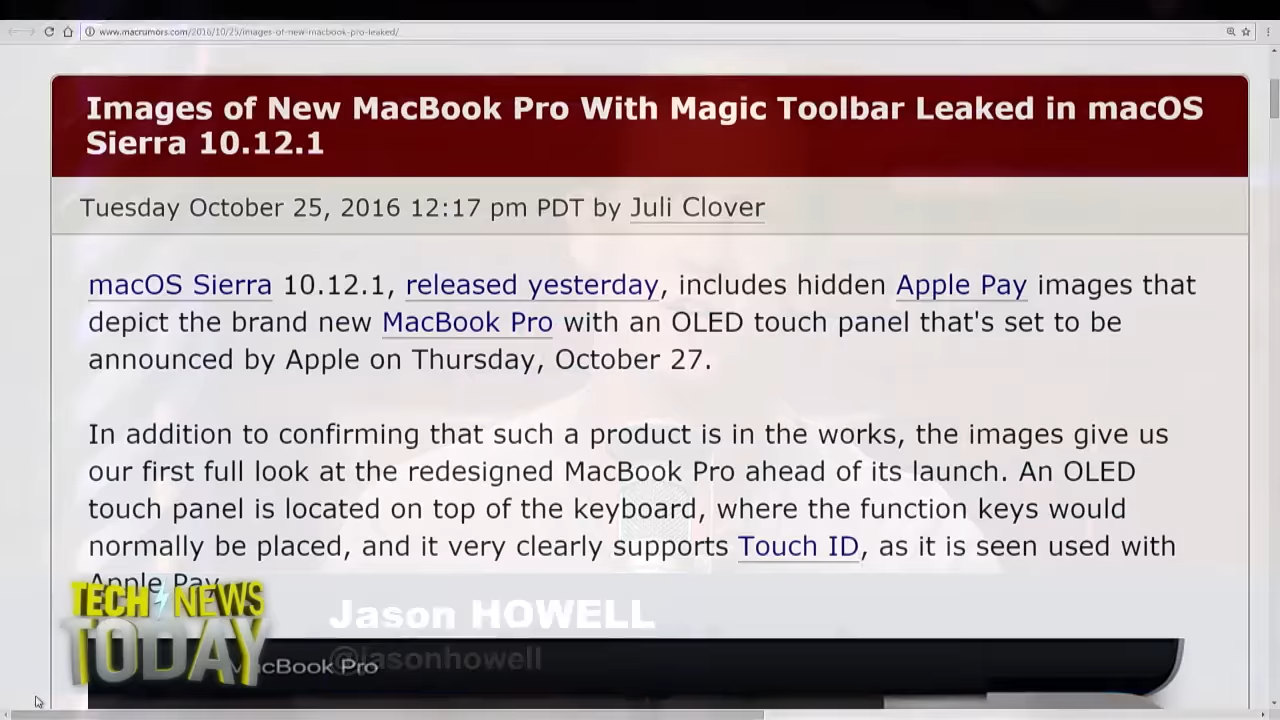 www.macrumors.com/2016/10/25/images-of-new-macbook-pro-leaked/
Images of New MacBook Pro With Magic Toolbar Leaked in macOS
Sierra 10.12.1
Tuesday October 25, 2016 12:17 pm PDT by Juli Clover
macOS Sierra 10.12.1, released yesterday, includes hidden Apple Pay images that
depict the brand new MacBook Pro with an OLED touch panel that's set to be
announced by Apple on Thursday, October 27.
In addition to confirming that such a product is in the works, the images give us
our first full look at the redesigned MacBook Pro ahead of its launch. An OLED
touch panel is located on top of the keyboard, where the function keys would
normally be placed, and it very clearly supports Touch ID, as it is seen used with
Apple Pay.
TECH NEWS
TODAY
Jason HOWELL
@jasonhowell
MacBook Pro